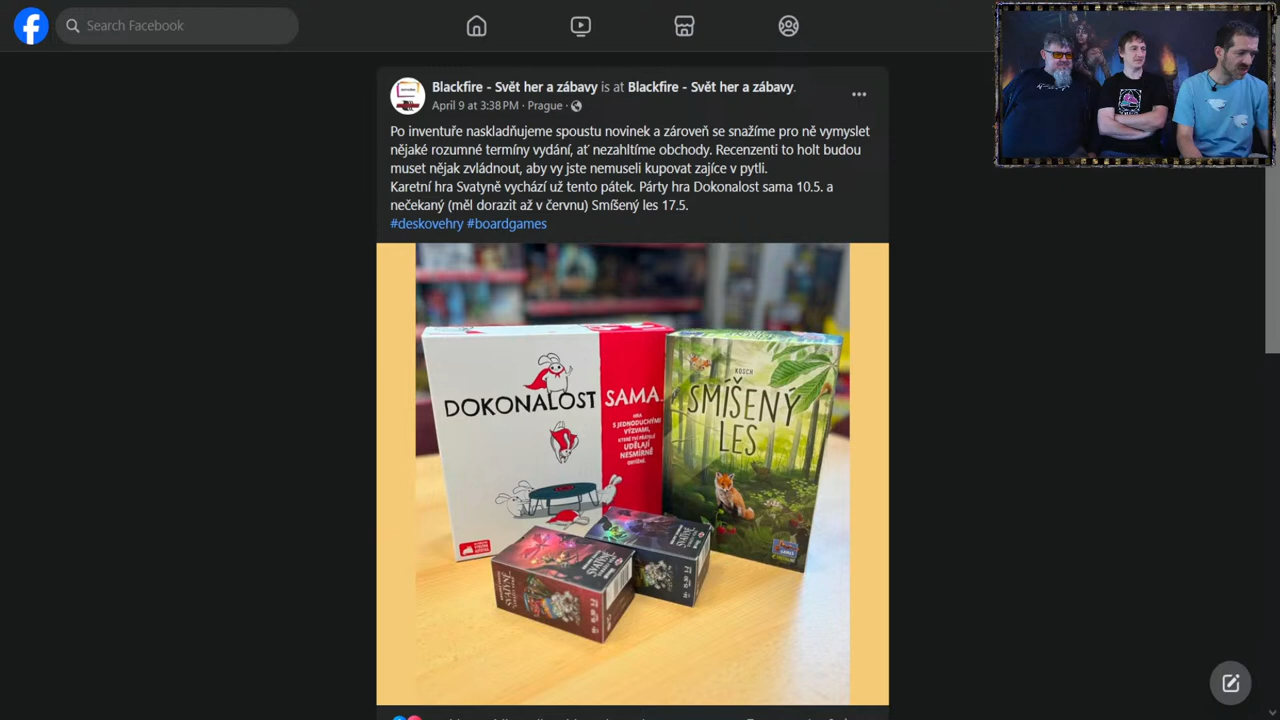 Search Facebook
Blackfire - Svět her a zábavy is at Blackfire - Svět her a zábavy.
April 9 at 3:38 PM · Prague ·
Po inventuře naskladňujeme spoustu novinek a zároveň se snažíme pro ně vymyslet
nějaké rozumné termíny vydání, ať nezahltíme obchody. Recenzenti to holt budou
muset nějak zvládnout, aby vy jste nemuseli kupovat zajíce v pytli.
Karetní hra Svatyně vychází už tento pátek. Párty hra Dokonalost sama 10.5. a
nečekaný (měl dorazit až v červnu) Smíšený les 17.5.
#deskovehry #boardgames
DOKONALOST
SAMA.
HRA
S JEDNODUCHÝMI
VÝZVAMI,
KTERÉ TVÍ PŘÁTELÉ
UDĚLAJÍ
NESMÍRNĚ
OBTÍŽNÉ.
KOSCH
SMÍŠENÝ
LES
SVATYNĚ
SVATYNĚ